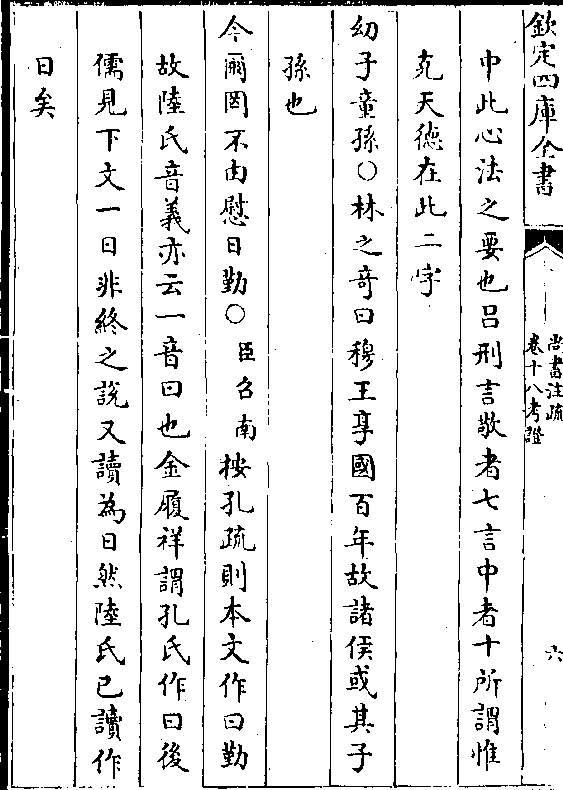 欽定四庫全書
尚書注疏
卷十八考證
六
中此心法之要也呂刑言敬者七言中者十所謂惟
克天德在此二字
幼子童孫○林之奇曰穆王享國百年故諸侯或其子
孫也
今爾罔不由慰日勤○臣召南按孔疏則本文作曰勤
故陸氏音義亦云一音曰也金履祥謂孔氏作曰後
儒見下文一日非終之說又讀為日然陸氏已讀作
日矣